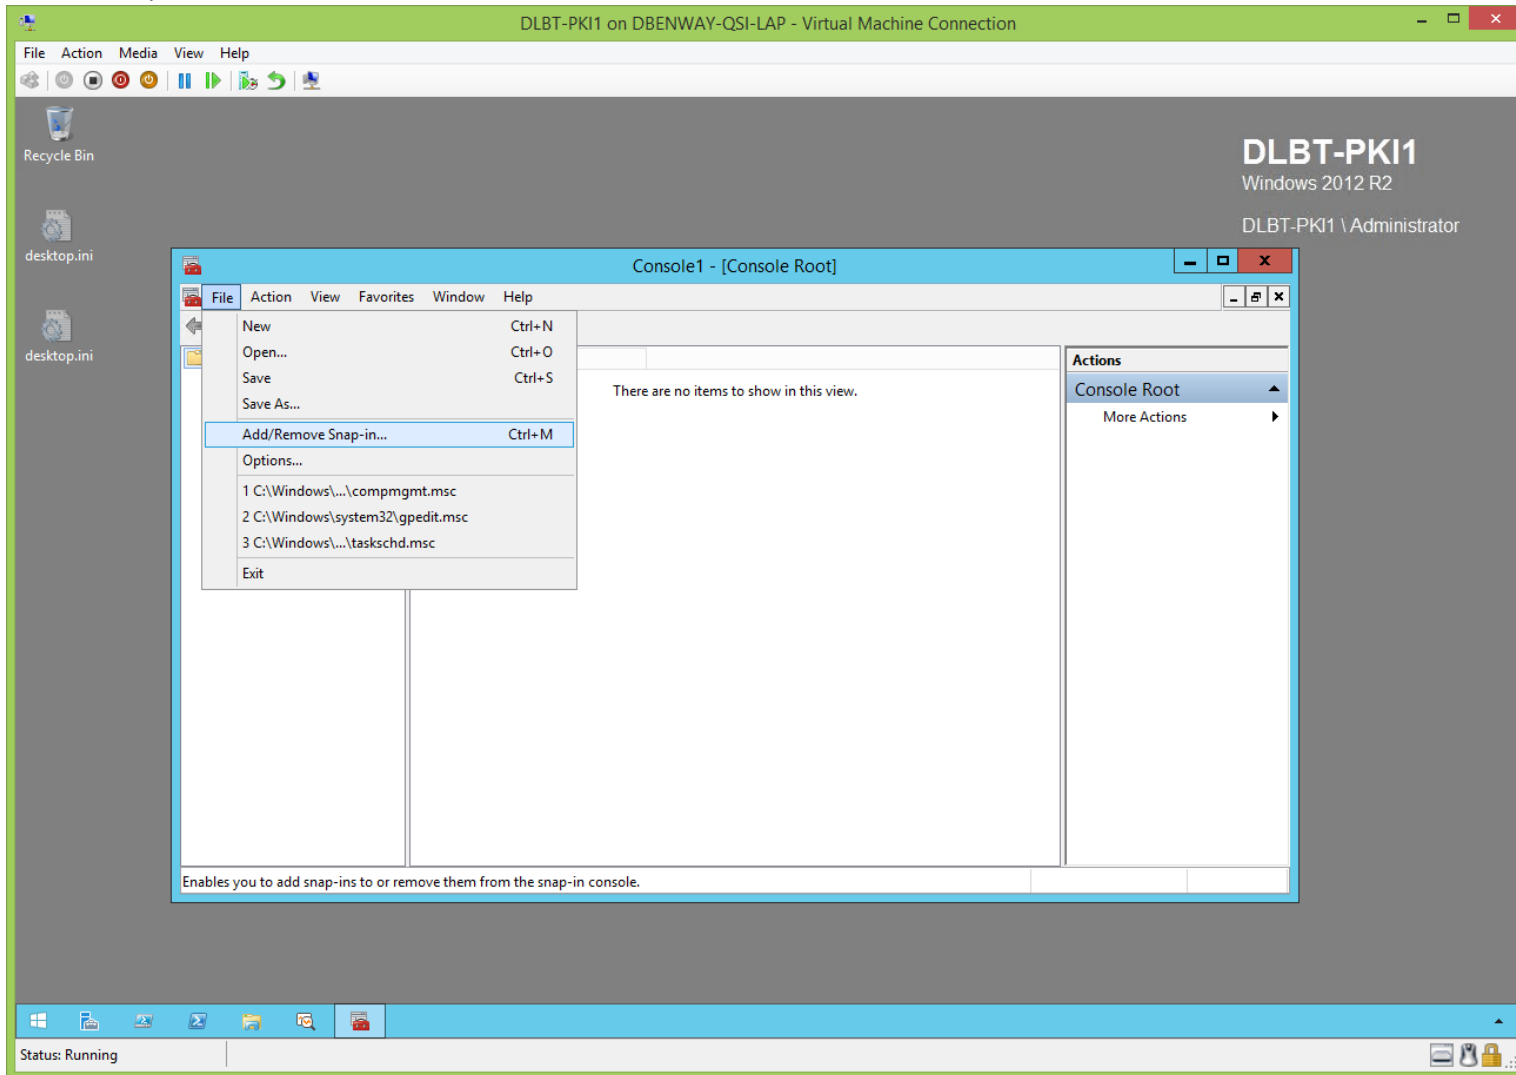 DLBT-PKI1 on DBENWAY-QSI-LAP - Virtual Machine Connection
File Action Media View Help
Recycle Bin
DLBT-PKI1
Windows 2012 R2
DLBT-PKI1 \ Administrator
desktop.ini
desktop.ini
Console1 - [Console Root]
File Action View Favorites Window Help
New Ctrl+N
Open... Ctrl+O
Save Ctrl+S
Save As...
Add/Remove Snap-in... Ctrl+M
Options...
1 C:\Windows\...\compmgmt.msc
2 C:\Windows\system32\gpedit.msc
3 C:\Windows\...\taskschd.msc
Exit
There are no items to show in this view.
Actions
Console Root
More Actions
Enables you to add snap-ins to or remove them from the snap-in console.
Status: Running